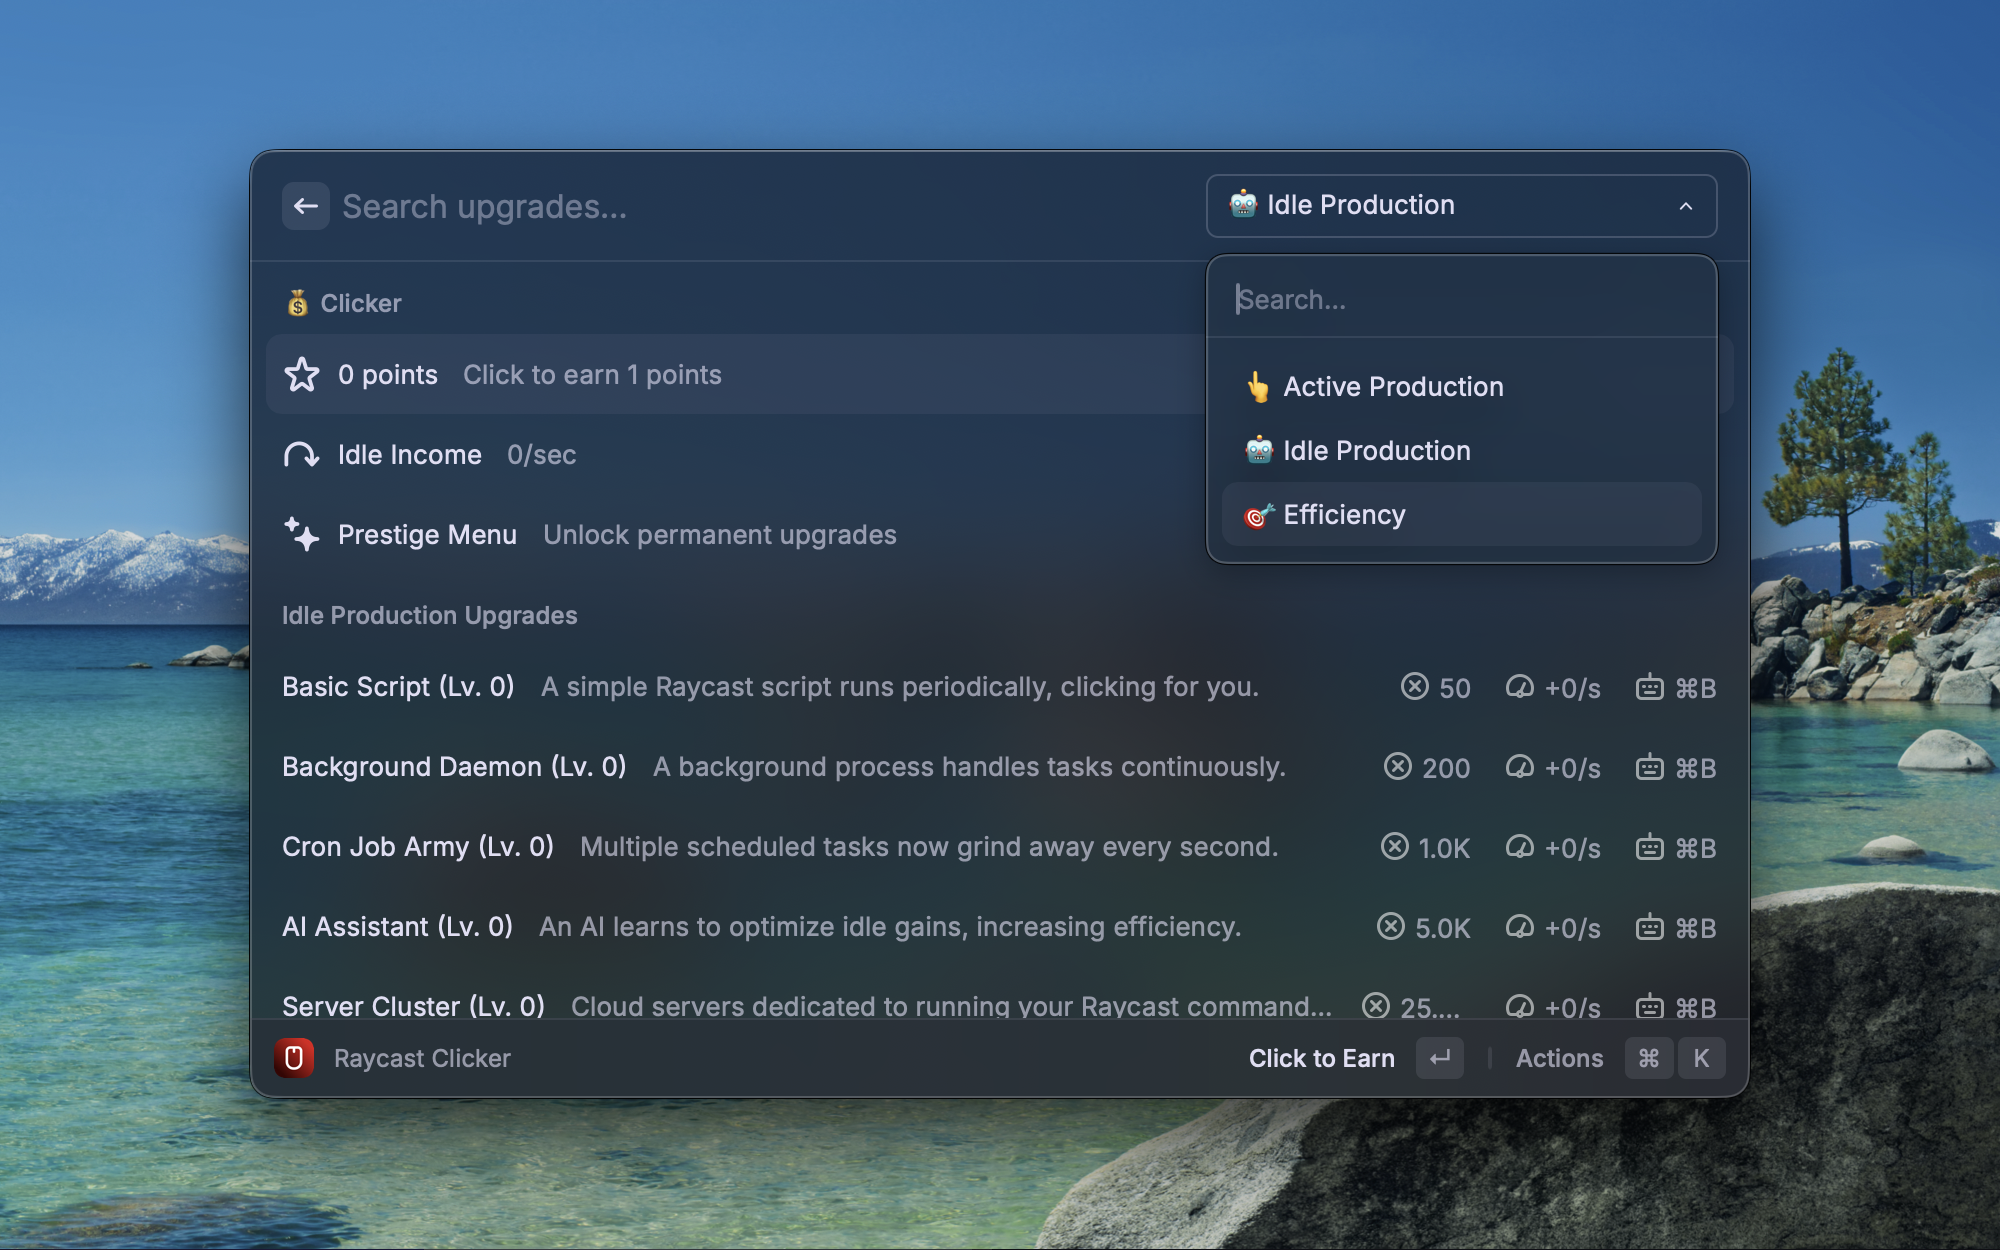 Search upgrades...
🤖 Idle Production
Search...
👆 Active Production
🤖 Idle Production
🎯 Efficiency
💰 Clicker
0 points Click to earn 1 points
Idle Income 0/sec
Prestige Menu Unlock permanent upgrades
Idle Production Upgrades
Basic Script (Lv. 0) A simple Raycast script runs periodically, clicking for you. 50 +0/s ⌘B
Background Daemon (Lv. 0) A background process handles tasks continuously. 200 +0/s ⌘B
Cron Job Army (Lv. 0) Multiple scheduled tasks now grind away every second. 1.0K +0/s ⌘B
AI Assistant (Lv. 0) An AI learns to optimize idle gains, increasing efficiency. 5.0K +0/s ⌘B
Server Cluster (Lv. 0) Cloud servers dedicated to running your Raycast command... 25.... +0/s ⌘B
Raycast Clicker Click to Earn ↵ Actions ⌘ K